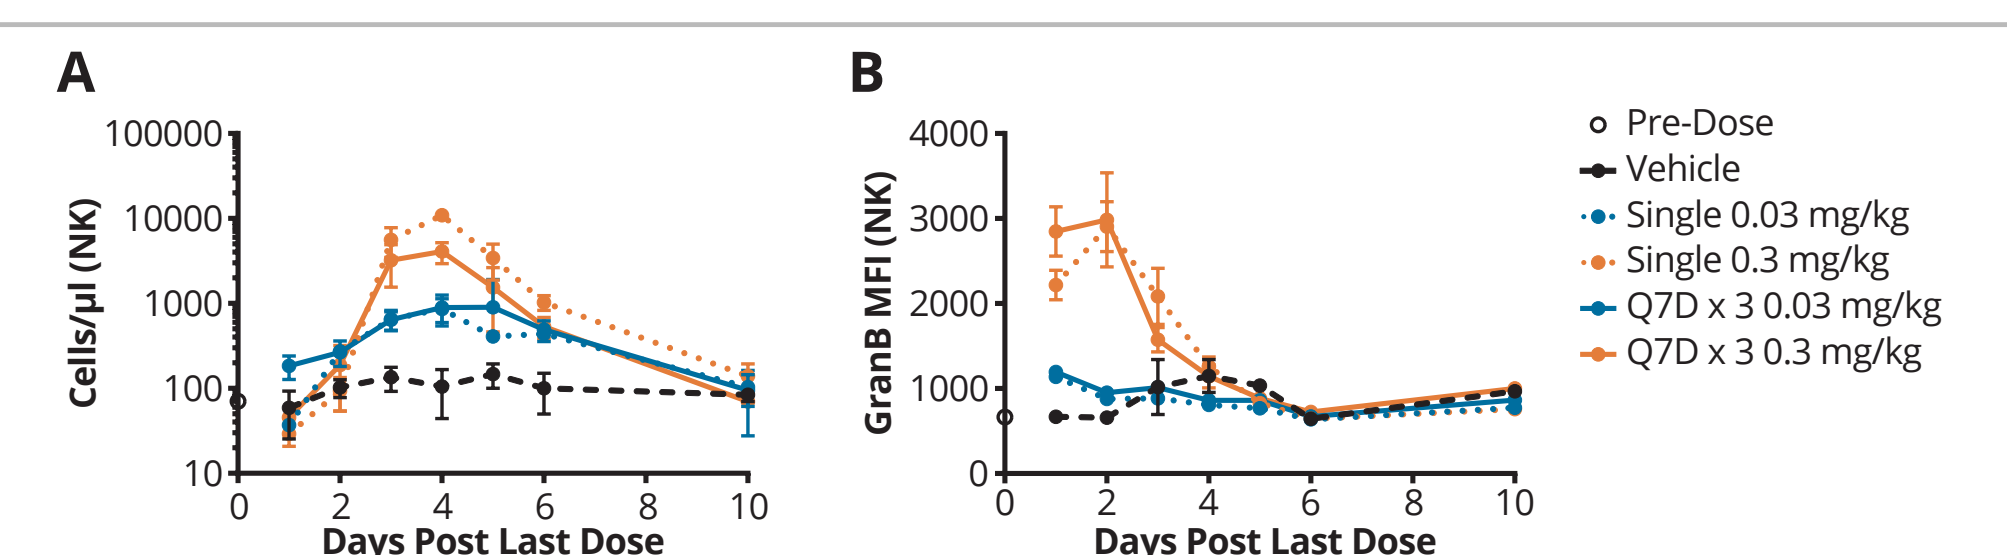 A
Cells/µl (NK)
100000
10000
1000
100
10
0 2 4 6 8 10
Days Post Last Dose
B
GranB MFI (NK)
4000
3000
2000
1000
0
0 2 4 6 8 10
Days Post Last Dose
Pre-Dose
Vehicle
Single 0.03 mg/kg
Single 0.3 mg/kg
Q7D x 3 0.03 mg/kg
Q7D x 3 0.3 mg/kg